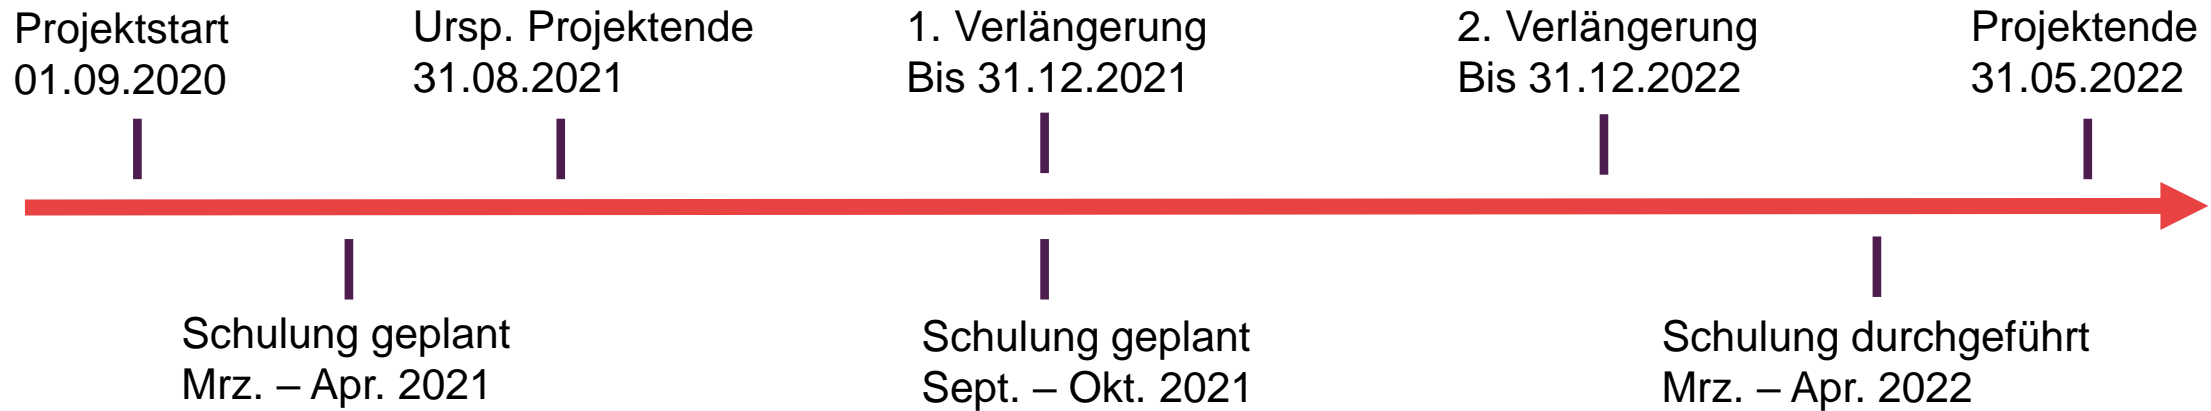 Projektstart
01.09.2020
Ursp. Projektende
31.08.2021
1. Verlängerung
Bis 31.12.2021
2. Verlängerung
Bis 31.12.2022
Projektende
31.05.2022
Schulung geplant
Mrz. – Apr. 2021
Schulung geplant
Sept. – Okt. 2021
Schulung durchgeführt
Mrz. – Apr. 2022